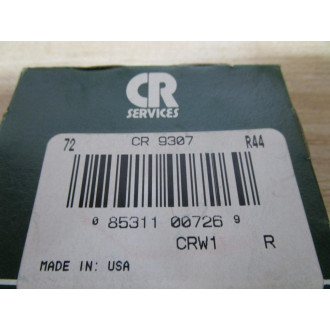 CR
SERVICES
72 CR 9307 R44
0 85311 00726 9
CRW1 R
MADE IN: USA